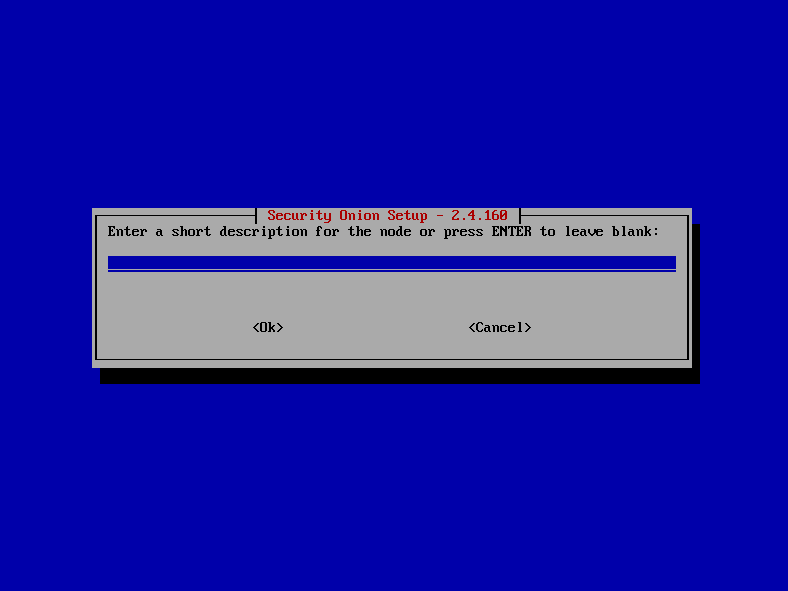 Security Onion Setup - 2.4.160
Enter a short description for the node or press ENTER to leave blank:
<Ok> <Cancel>